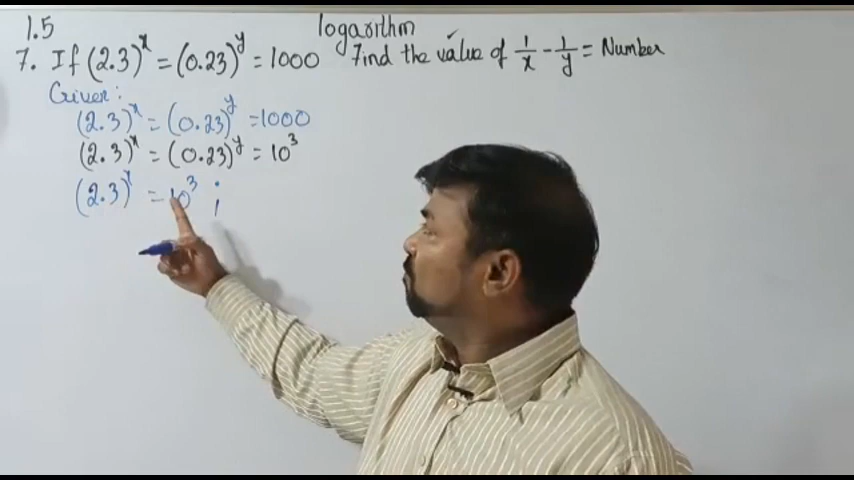 1.5 logarithm
7. If (2.3)^x = (0.23)^y = 1000 Find the value of 1/x - 1/y = Number
Given:
(2.3)^x = (0.23)^y = 1000
(2.3)^x = (0.23)^y = 10^3
(2.3)^x = 10^3 ;